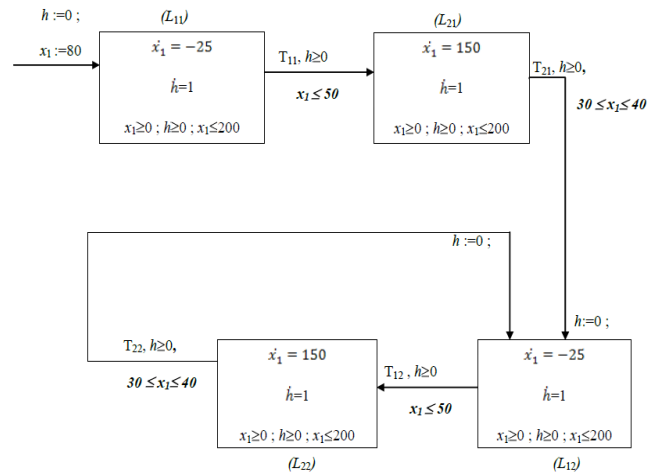 h :=0 ;
x₁ :=80
(L₁₁)
ẋ₁ = −25
ḣ=1
x₁≥0 ; h≥0 ; x₁≤200
T₁₁, h≥0
x₁ ≤ 50
(L₂₁)
ẋ₁ = 150
ḣ=1
x₁≥0 ; h≥0 ; x₁≤200
T₂₁, h≥0,
30 ≤x₁≤40
h :=0 ;
h:=0 ;
T₂₂, h≥0,
30 ≤x₁≤40
ẋ₁ = 150
ḣ=1
x₁≥0 ; h≥0 ; x₁≤200
(L₂₂)
T₁₂ , h≥0
x₁ ≤ 50
ẋ₁ = −25
ḣ=1
x₁≥0 ; h≥0 ; x₁≤200
(L₁₂)